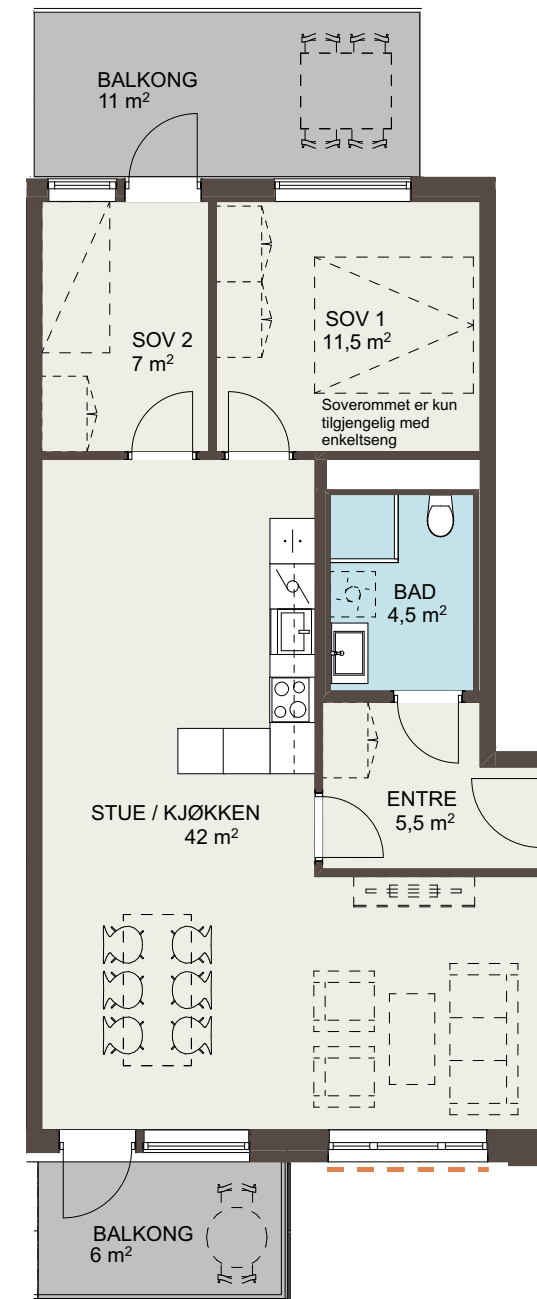 BALKONG
11 m²
SOV 2
7 m²
SOV 1
11,5 m²
Soverommet er kun
tilgjengelig med
enkeltseng
BAD
4,5 m²
STUE / KJØKKEN
42 m²
ENTRE
5,5 m²
BALKONG
6 m²